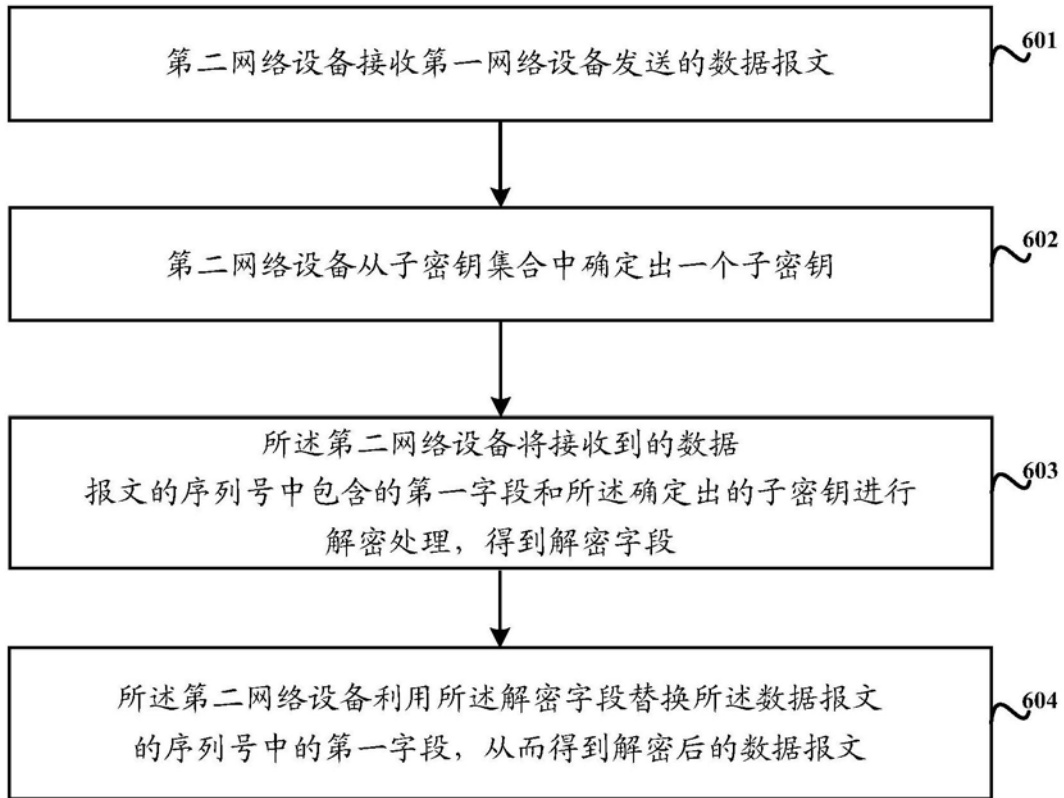 第二网络设备接收第一网络设备发送的数据报文
601
第二网络设备从子密钥集合中确定出一个子密钥
602
所述第二网络设备将接收到的数据
报文的序列号中包含的第一字段和所述确定出的子密钥进行
解密处理，得到解密字段
603
所述第二网络设备利用所述解密字段替换所述数据报文
的序列号中的第一字段，从而得到解密后的数据报文
604